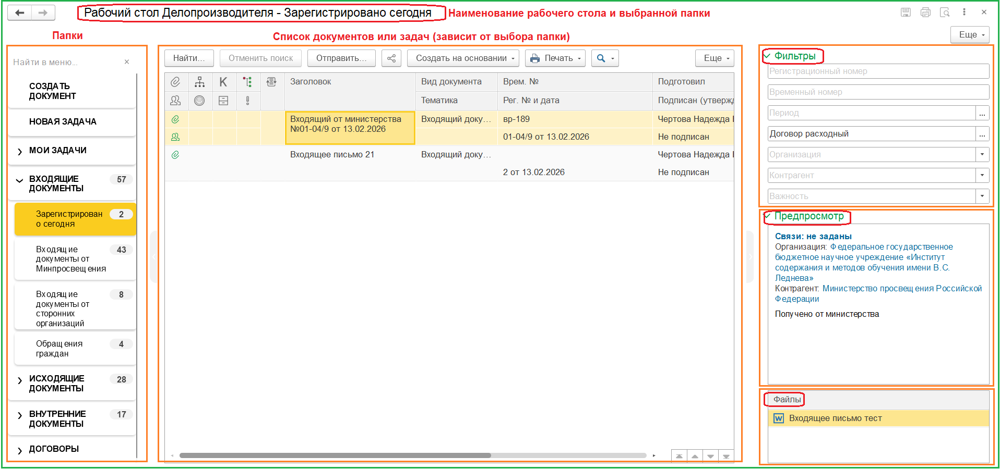 Рабочий стол Делопроизводителя - Зарегистрировано сегодня
Наименование рабочего стола и выбранной папки
Папки
Список документов или задач (зависит от выбора папки)
Еще
Найти в меню...
СОЗДАТЬ
ДОКУМЕНТ
НОВАЯ ЗАДАЧА
МОИ ЗАДАЧИ
ВХОДЯЩИЕ 57
ДОКУМЕНТЫ
Зарегистрирован 2
о сегодня
Входящие 43
документы от
Минпросвещения
Входящие 8
документы от
сторонних
организаций
Обращения 4
граждан
ИСХОДЯЩИЕ 28
ДОКУМЕНТЫ
ВНУТРЕННИЕ 17
ДОКУМЕНТЫ
ДОГОВОРЫ
Найти... Отменить поиск Отправить... Создать на основании Печать Еще
Заголовок Вид документа Врем. № Подготовил
Тематика Рег. № и дата Подписан (утвержд
Входящий от министерства Входящий доку... вр-189 Чертова Надежда
№01-04/9 от 13.02.2026
01-04/9 от 13.02.2026 Не подписан
Входящее письмо 21 Входящий доку... Чертова Надежда
2 от 13.02.2026 Не подписан
Фильтры
Регистрационный номер
Временный номер
Период ...
Договор расходный ...
Организация
Контрагент
Важность
Предпросмотр
Связи: не заданы
Организация: Федеральное государственное
бюджетное научное учреждение «Институт
содержания и методов обучения имени В.С.
Леднева»
Контрагент: Министерство просвещения Российской
Федерации
Получено от министерства
Файлы
W Входящее письмо тест